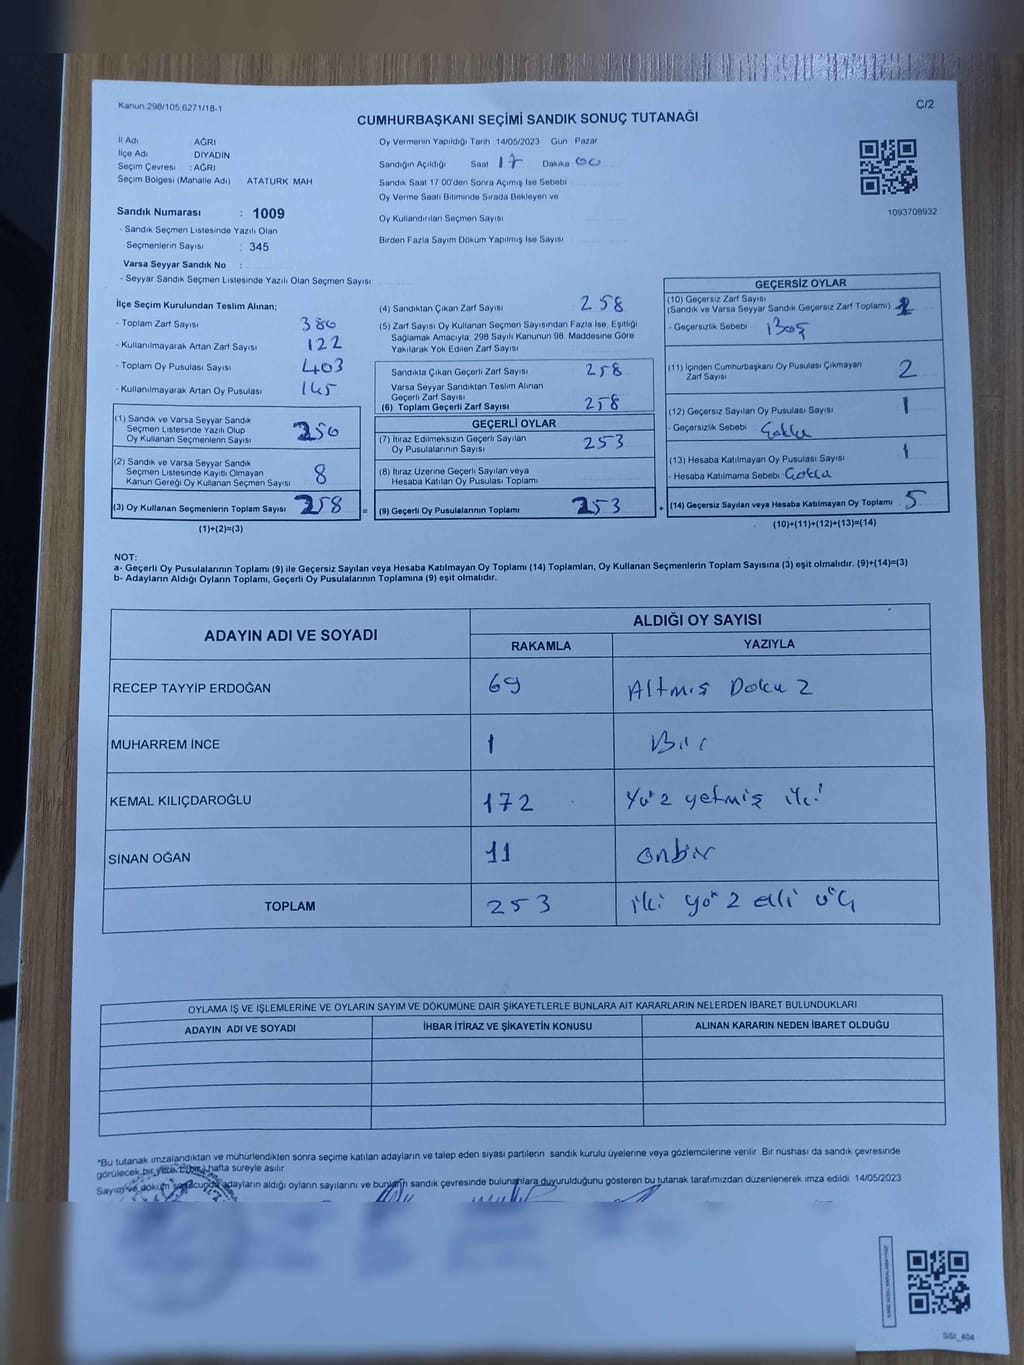 Kanun.298/105,6271/18-1
C/2
CUMHURBAŞKANI SEÇİMİ SANDIK SONUÇ TUTANAĞI
İl Adı AĞRI
İlçe Adı DİYADİN
Seçim Çevresi : AĞRI
Seçim Bölgesi (Mahalle Adı) ATATURK MAH
Sandık Numarası : 1009
- Sandık Seçmen Listesinde Yazılı Olan
Seçmenlerin Sayısı : 345
Varsa Seyyar Sandık No :
- Seyyar Sandık Seçmen Listesinde Yazılı Olan Seçmen Sayısı:
Oy Vermenin Yapıldığı Tarih 14/05/2023 Gün Pazar
Sandığın Açıldığı Saat 17 Dakika 00
Sandık Saat 17 00'den Sonra Açımış İse Sebebi
Oy Verme Saati Bitiminde Sırada Bekleyen ve
Oy Kullandırılan Seçmen Sayısı
Birden Fazla Sayım Döküm Yapılmış İse Sayısı
1093708932
İlçe Seçim Kurulundan Teslim Alınan;
- Toplam Zarf Sayısı 380
- Kullanılmayarak Artan Zarf Sayısı 122
- Toplam Oy Pusulası Sayısı 403
- Kullanılmayarak Artan Oy Pusulası 145
(1) Sandık ve Varsa Seyyar Sandık
Seçmen Listesinde Yazılı Olup
Oy Kullanan Seçmenlerin Sayısı 250
(2) Sandık ve Varsa Seyyar Sandık
Seçmen Listesinde Kayıtlı Olmayan
Kanun Gereği Oy Kullanan Seçmen Sayısı 8
(3) Oy Kullanan Seçmenlerin Toplam Sayısı 258 =
(1)+(2)=(3)
(4) Sandıktan Çıkan Zarf Sayısı 258
(5) Zarf Sayısı Oy Kullanan Seçmen Sayısından Fazla İse, Eşitliği
Sağlamak Amacıyla, 298 Sayılı Kanunun 98. Maddesine Göre
Yakılarak Yok Edilen Zarf Sayısı
Sandıkta Çıkan Geçerli Zarf Sayısı 258
Varsa Seyyar Sandıktan Teslim Alınan
Geçerli Zarf Sayısı
(6) Toplam Geçerli Zarf Sayısı 258
GEÇERLİ OYLAR
(7) İtiraz Edilmeksizin Geçerli Sayılan
Oy Pusulalarının Sayısı 253
(8) İtiraz Üzerine Geçerli Sayılan veya
Hesaba Katılan Oy Pusulası Toplamı
(9) Geçerli Oy Pusulalarının Toplamı 253 +
GEÇERSİZ OYLAR
(10) Geçersiz Zarf Sayısı
(Sandık ve Varsa Seyyar Sandık Geçersiz Zarf Toplamı) 1
- Geçersizlik Sebebi Boş
(11) İçinden Cumhurbaşkanı Oy Pusulası Çıkmayan
Zarf Sayısı 2
(12) Geçersiz Sayılan Oy Pusulası Sayısı 1
- Geçersizlik Sebebi
(13) Hesaba Katılmayan Oy Pusulası Sayısı 1
- Hesaba Katılmama Sebebi
(14) Geçersiz Sayılan veya Hesaba Katılmayan Oy Toplamı 5
(10)+(11)+(12)+(13)=(14)
NOT:
a- Geçerli Oy Pusulalarının Toplamı (9) ile Geçersiz Sayılan veya Hesaba Katılmayan Oy Toplamı (14) Toplamları, Oy Kullanan Seçmenlerin Toplam Sayısına (3) eşit olmalıdır. (9)+(14)=(3)
b- Adayların Aldığı Oyların Toplamı, Geçerli Oy Pusulalarının Toplamına (9) eşit olmalıdır.
ADAYIN ADI VE SOYADI ALDIĞI OY SAYISI
RAKAMLA YAZIYLA
RECEP TAYYİP ERDOĞAN 69 Altmış Dokuz
MUHARREM İNCE 1 Bir
KEMAL KILIÇDAROĞLU 172 Yüz yetmiş iki
SİNAN OĞAN 11 onbir
TOPLAM 253 iki yüz elli üç
OYLAMA İŞ VE İŞLEMLERİNE VE OYLARIN SAYIM VE DÖKÜMÜNE DAİR ŞİKAYETLERLE BUNLARA AİT KARARLARIN NELERDEN İBARET BULUNDUKLARI
ADAYIN ADI VE SOYADI İHBAR İTİRAZ VE ŞİKAYETİN KONUSU ALINAN KARARIN NEDEN İBARET OLDUĞU
*Bu tutanak imzalandıktan ve mühürlendikten sonra seçime katılan adayların ve talep eden siyasi partilerin sandık kurulu üyelerine veya gözlemcilerine verilir. Bir nüshası da sandık çevresinde
görülecek bir yere hafta süreyle asılır
Sayım ve döküm adayların aldığı oyların sayılarını ve bunların sandık çevresinde bulunanlara duyurulduğunu gösteren bu tutanak tarafımızdan düzenlenerek imza edildi. 14/05/2023
SSI_404